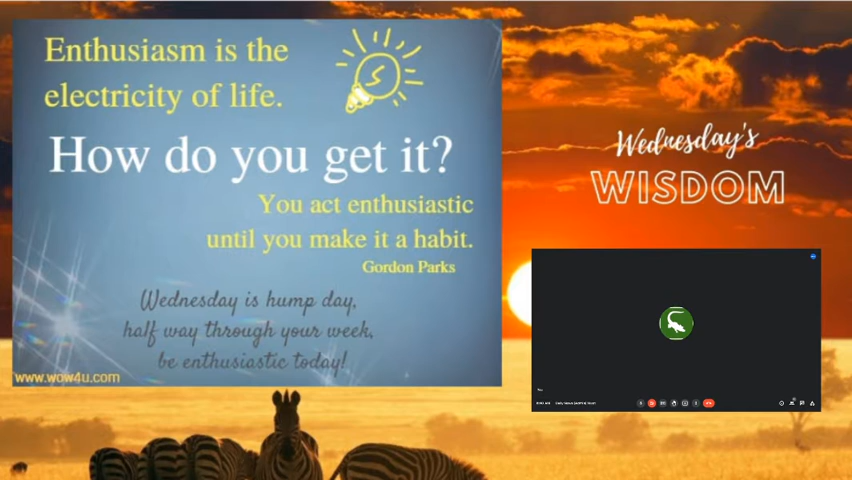 Enthusiasm is the
electricity of life.
How do you get it?
You act enthusiastic
until you make it a habit.
Gordon Parks
Wednesday is hump day,
half way through your week,
be enthusiastic today!
www.wow4u.com
Wednesday's
WISDOM